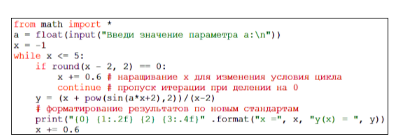 from math import *
a = float(input("Введи значение параметра a:\n"))
x = -1
while x <= 5:
    if round(x - 2, 2) == 0:
        x += 0.6 # наращивание x для изменения условия цикла
        continue # пропуск итерации при делении на 0
    y = (x + pow(sin(a*x+2),2))/(x-2)
    # форматирование результатов по новым стандартам
    print("{0} {1:.2f} {2} {3:.4f}" .format("x =", x, "y(x) = ", y))
    x += 0.6